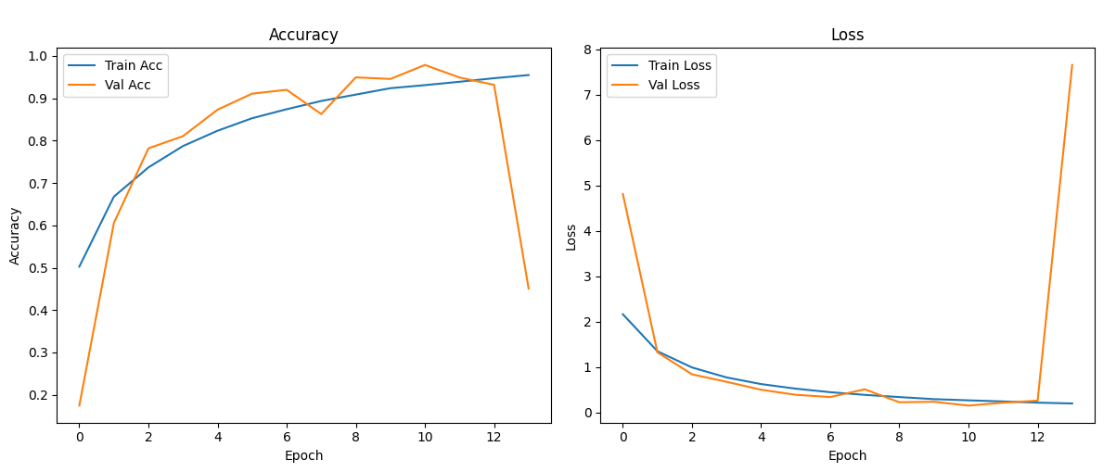 Accuracy
Train Acc
Val Acc
1.0
0.9
0.8
0.7
0.6
0.5
0.4
0.3
0.2
Accuracy
0 2 4 6 8 10 12
Epoch
Loss
Train Loss
Val Loss
8
7
6
5
4
3
2
1
0
Loss
0 2 4 6 8 10 12
Epoch